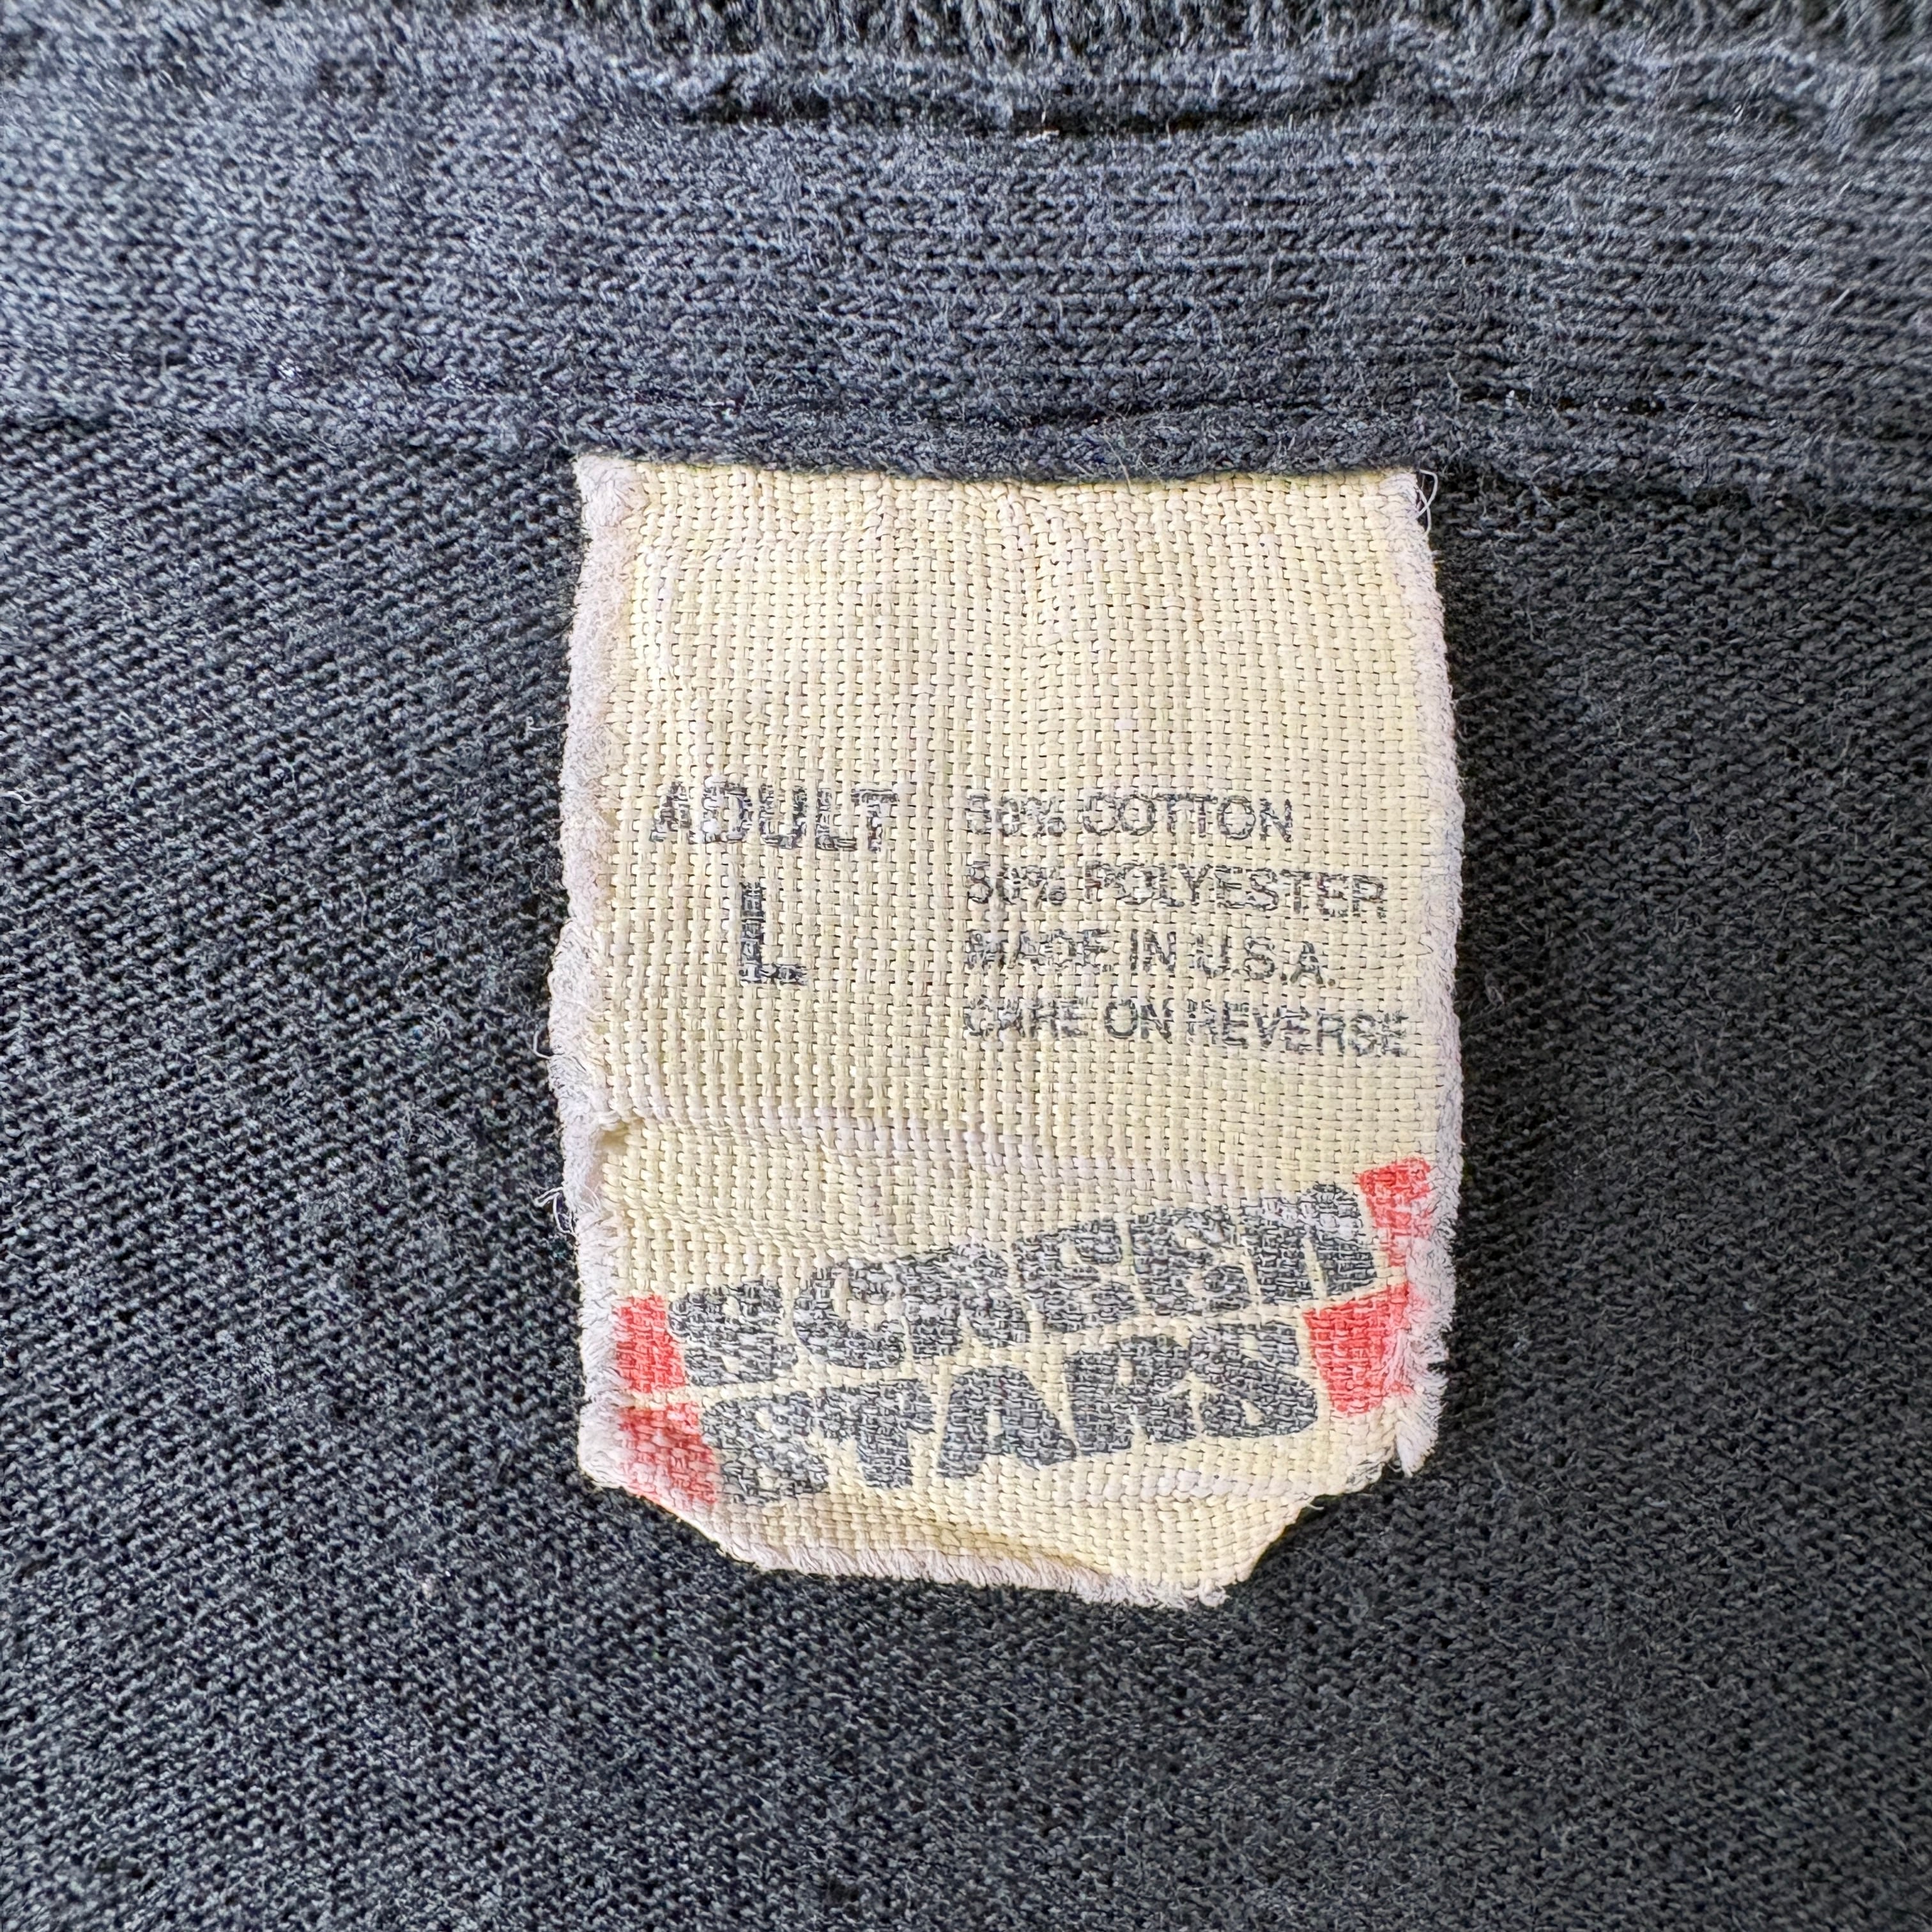 ADULT
L
50% COTTON
50% POLYESTER
MADE IN U.S.A.
CARE ON REVERSE
SCREEN
STARS